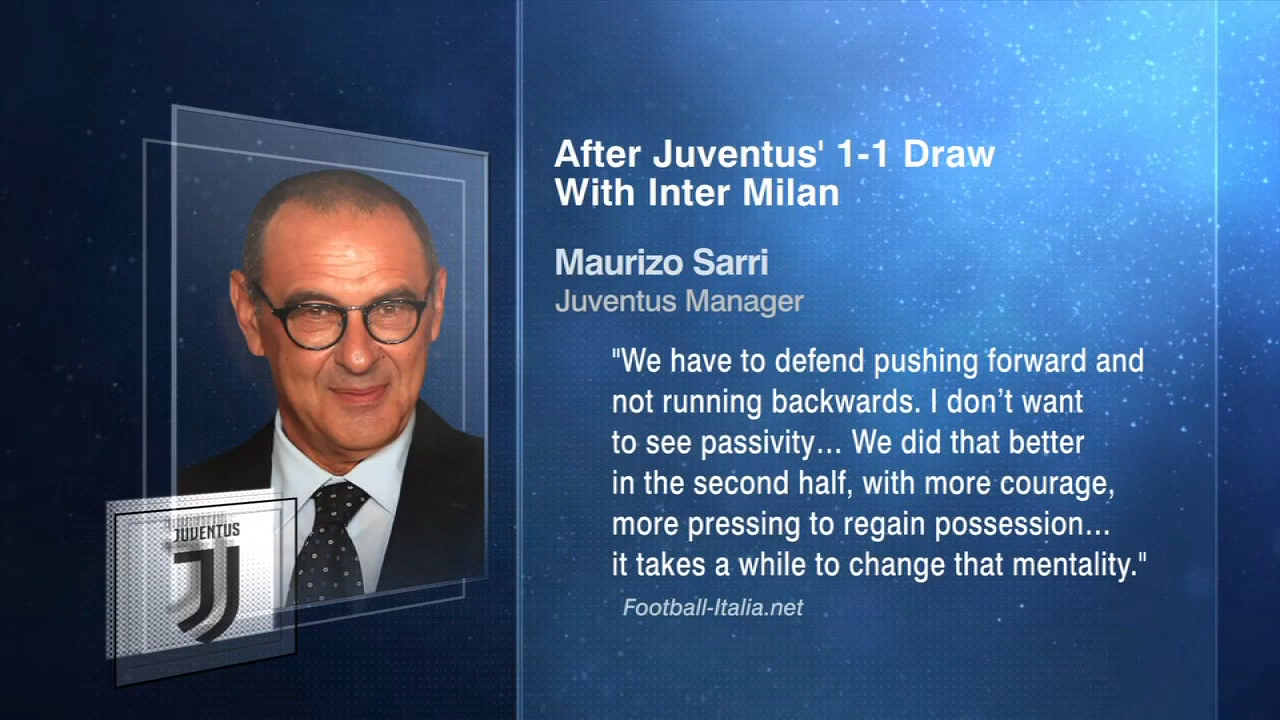 After Juventus' 1-1 Draw
With Inter Milan
Maurizo Sarri
Juventus Manager
"We have to defend pushing forward and
not running backwards. I don’t want
to see passivity... We did that better
in the second half, with more courage,
more pressing to regain possession...
it takes a while to change that mentality."
Football-Italia.net
JUVENTUS